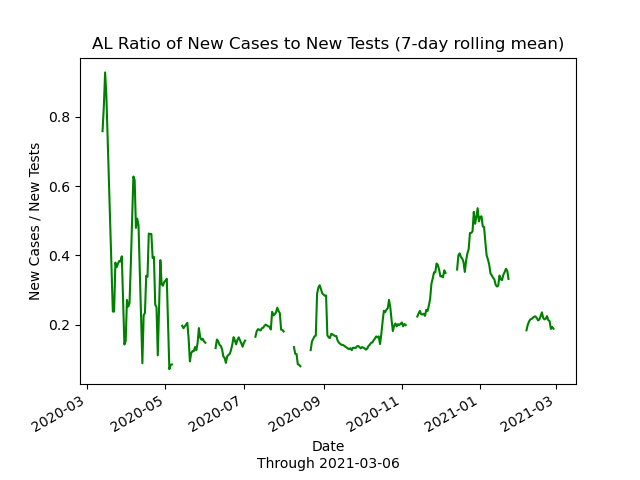 AL Ratio of New Cases to New Tests (7-day rolling mean)
New Cases / New Tests
0.8
0.6
0.4
0.2
2020-03
2020-05
2020-07
2020-09
2020-11
2021-01
2021-03
Date
Through 2021-03-06